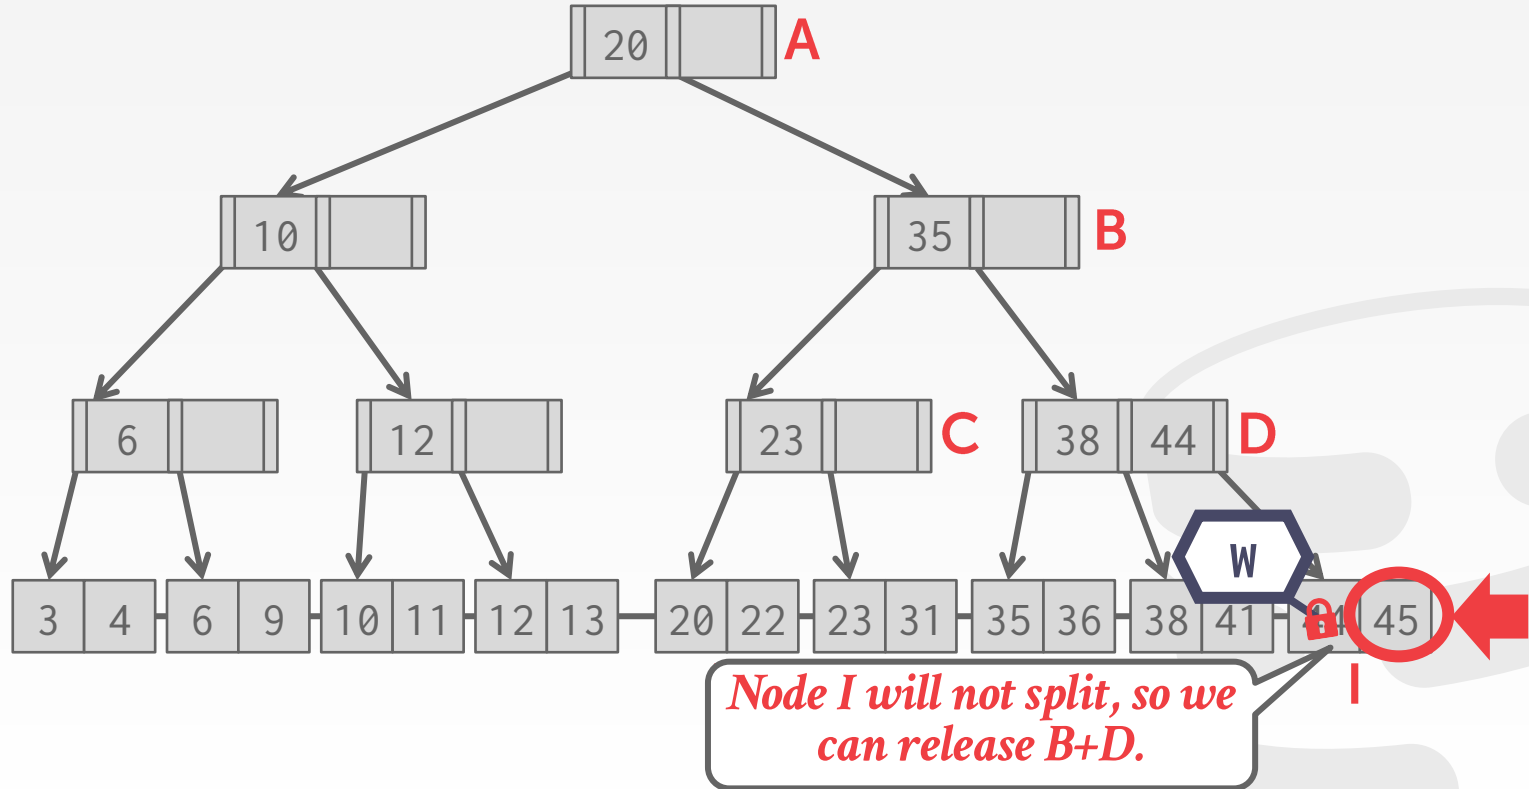 20 A
10 35 B
6 12 23 C 38 44 D
W
3 4 6 9 10 11 12 13 20 22 23 31 35 36 38 41 44 45
Node I will not split, so we I
can release B+D.